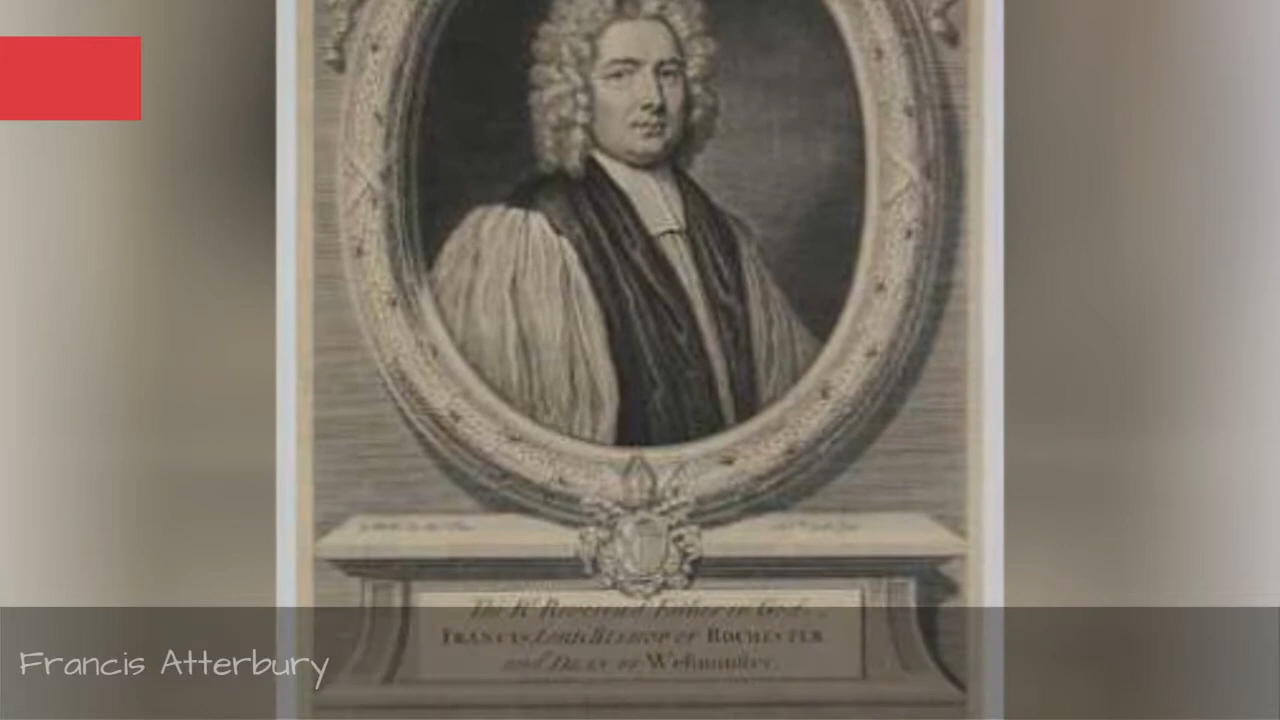 The Rt. Reverend Father in God
FRANCIS Lord BISHOP OF ROCHESTER
and DEAN OF Westminster.
Francis Atterbury